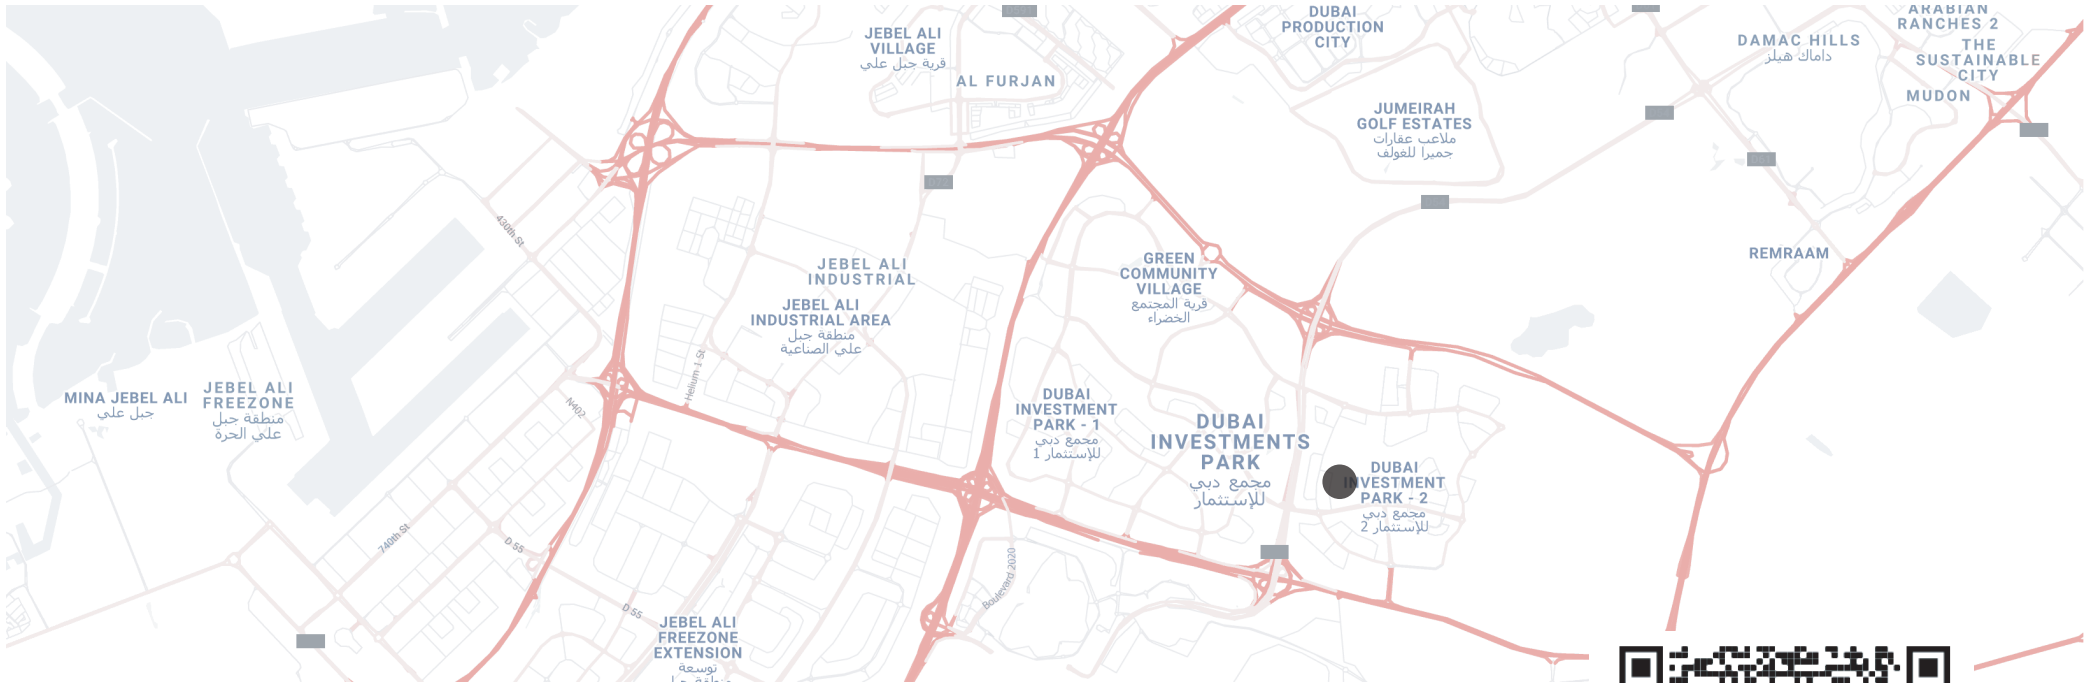 DUBAI
PRODUCTION
CITY
ARABIAN
RANCHES 2
JEBEL ALI
VILLAGE
قرية جبل علي
DAMAC HILLS
داماك هيلز
THE
SUSTAINABLE
CITY
AL FURJAN
MUDON
JUMEIRAH
GOLF ESTATES
ملاعب عقارات
جميرا للغولف
430th St
JEBEL ALI
INDUSTRIAL
GREEN
COMMUNITY
VILLAGE
قرية المجتمع
الخضراء
REMRAAM
JEBEL ALI
INDUSTRIAL AREA
منطقة جبل
علي الصناعية
Helium 1 St
MINA JEBEL ALI
جبل علي
JEBEL ALI
FREEZONE
منطقة جبل
علي الحرة
N402
DUBAI
INVESTMENT
PARK - 1
مجمع دبي
للإستثمار 1
DUBAI
INVESTMENTS
PARK
مجمع دبي
للإستثمار
DUBAI
INVESTMENT
PARK - 2
مجمع دبي
للإستثمار 2
740th St
D 55
Boulevard 2020
D 55
JEBEL ALI
FREEZONE
EXTENSION
توسعة
منطقة جبل